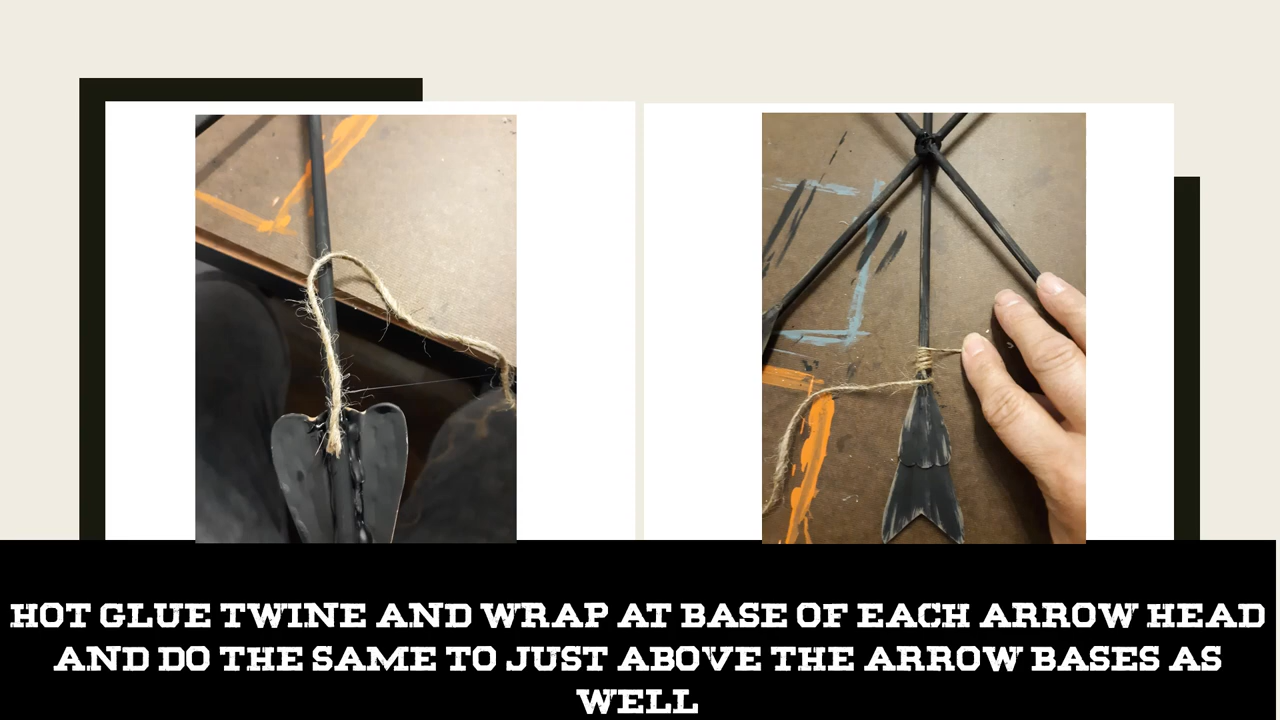 HOT GLUE TWINE AND WRAP AT BASE OF EACH ARROW HEAD
AND DO THE SAME TO JUST ABOVE THE ARROW BASES AS
WELL